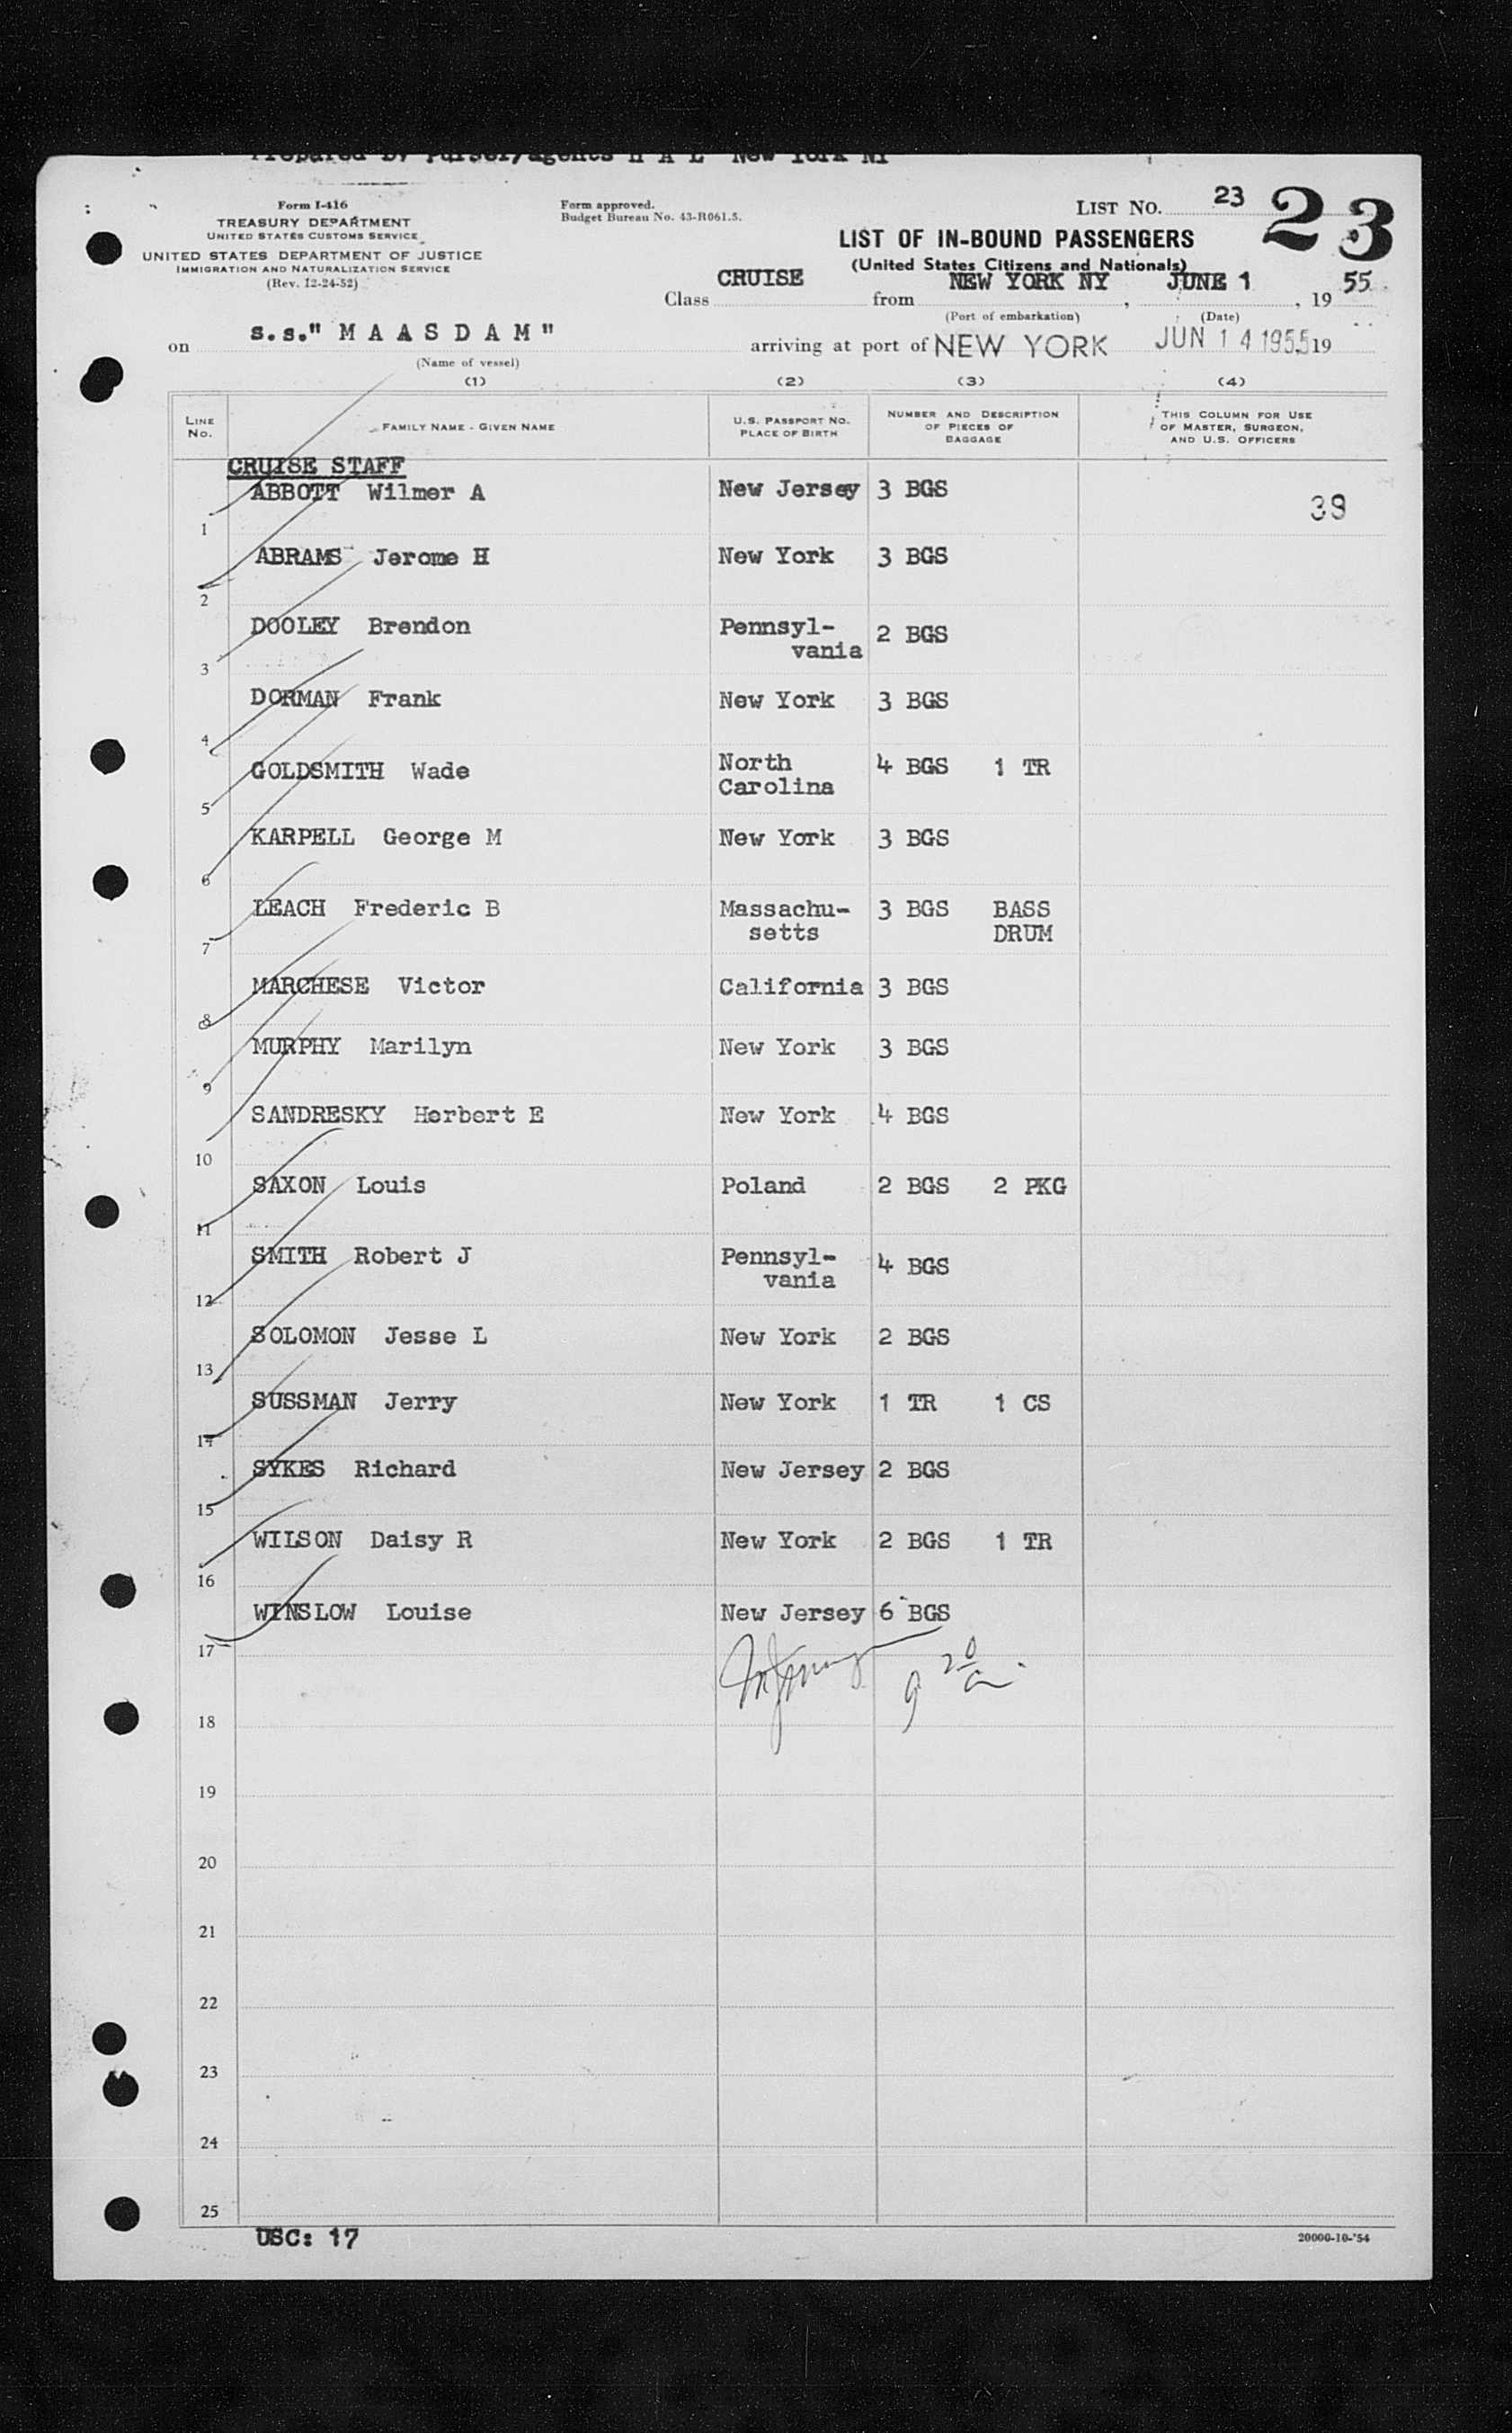 Prepared by Purser/agents H A L New York NY
Form I-416
TREASURY DEPARTMENT
UNITED STATES CUSTOMS SERVICE
UNITED STATES DEPARTMENT OF JUSTICE
IMMIGRATION AND NATURALIZATION SERVICE
(Rev. 12-24-52)
Form approved.
Budget Bureau No. 43-R061.5.
LIST NO. 23 23
LIST OF IN-BOUND PASSENGERS
(United States Citizens and Nationals)
Class CRUISE from NEW YORK NY, JUNE 1, 19 55
(Port of embarkation) (Date)
on s.s." M A A S D A M " arriving at port of NEW YORK JUN 14 1955 19
(Name of vessel)
(1) (2) (3) (4)
LINE NO. FAMILY NAME - GIVEN NAME U.S. PASSPORT NO. PLACE OF BIRTH NUMBER AND DESCRIPTION OF PIECES OF BAGGAGE THIS COLUMN FOR USE OF MASTER, SURGEON, AND U.S. OFFICERS
CRUISE STAFF
1 ABBOTT Wilmer A New Jersey 3 BGS 39
2 ABRAMS Jerome H New York 3 BGS
3 DOOLEY Brendon Pennsyl-vania 2 BGS
4 DORMAN Frank New York 3 BGS
5 GOLDSMITH Wade North Carolina 4 BGS 1 TR
6 KARPELL George M New York 3 BGS
7 LEACH Frederic B Massachu-setts 3 BGS BASS DRUM
8 MARCHESE Victor California 3 BGS
9 MURPHY Marilyn New York 3 BGS
10 SANDRESKY Herbert E New York 4 BGS
11 SAXON Louis Poland 2 BGS 2 PKG
12 SMITH Robert J Pennsyl-vania 4 BGS
13 SOLOMON Jesse L New York 2 BGS
14 SUSSMAN Jerry New York 1 TR 1 CS
15 SYKES Richard New Jersey 2 BGS
16 WILSON Daisy R New York 2 BGS 1 TR
17 WINSLOW Louise New Jersey 6 BGS
18
19
20
21
22
23
24
25
USC: 17
20000-10-'54